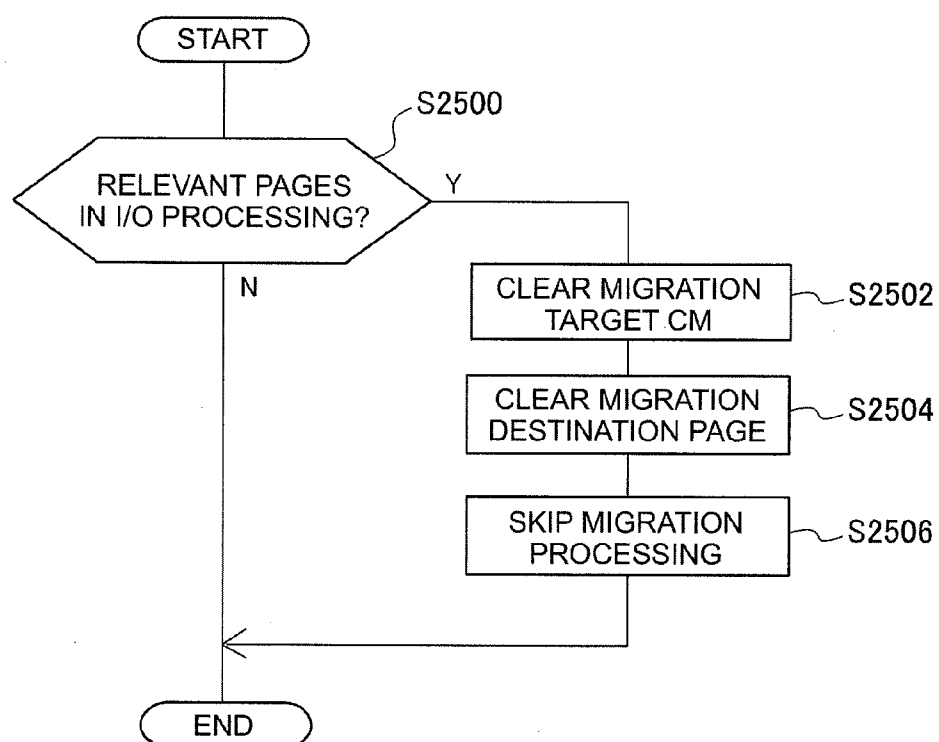 START
S2500
RELEVANT PAGES
IN I/O PROCESSING?
Y
N
CLEAR MIGRATION
TARGET CM
S2502
CLEAR MIGRATION
DESTINATION PAGE
S2504
SKIP MIGRATION
PROCESSING
S2506
END